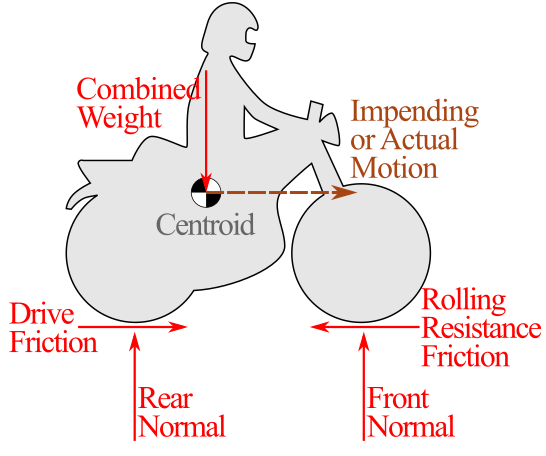 Combined
Weight
Impending
or Actual
Motion
Centroid
Drive
Friction
Rolling
Resistance
Friction
Rear
Normal
Front
Normal